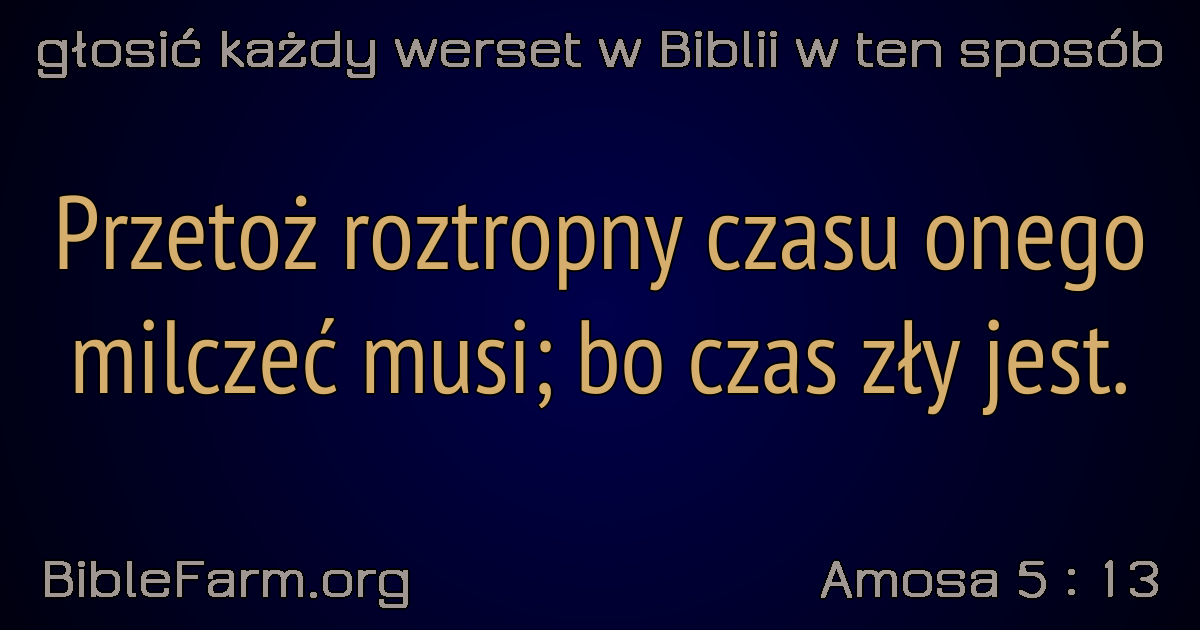 głosić każdy werset w Biblii w ten sposób
Przetoż roztropny czasu onego
milczeć musi; bo czas zły jest.
BibleFarm.org
Amosa 5 : 13